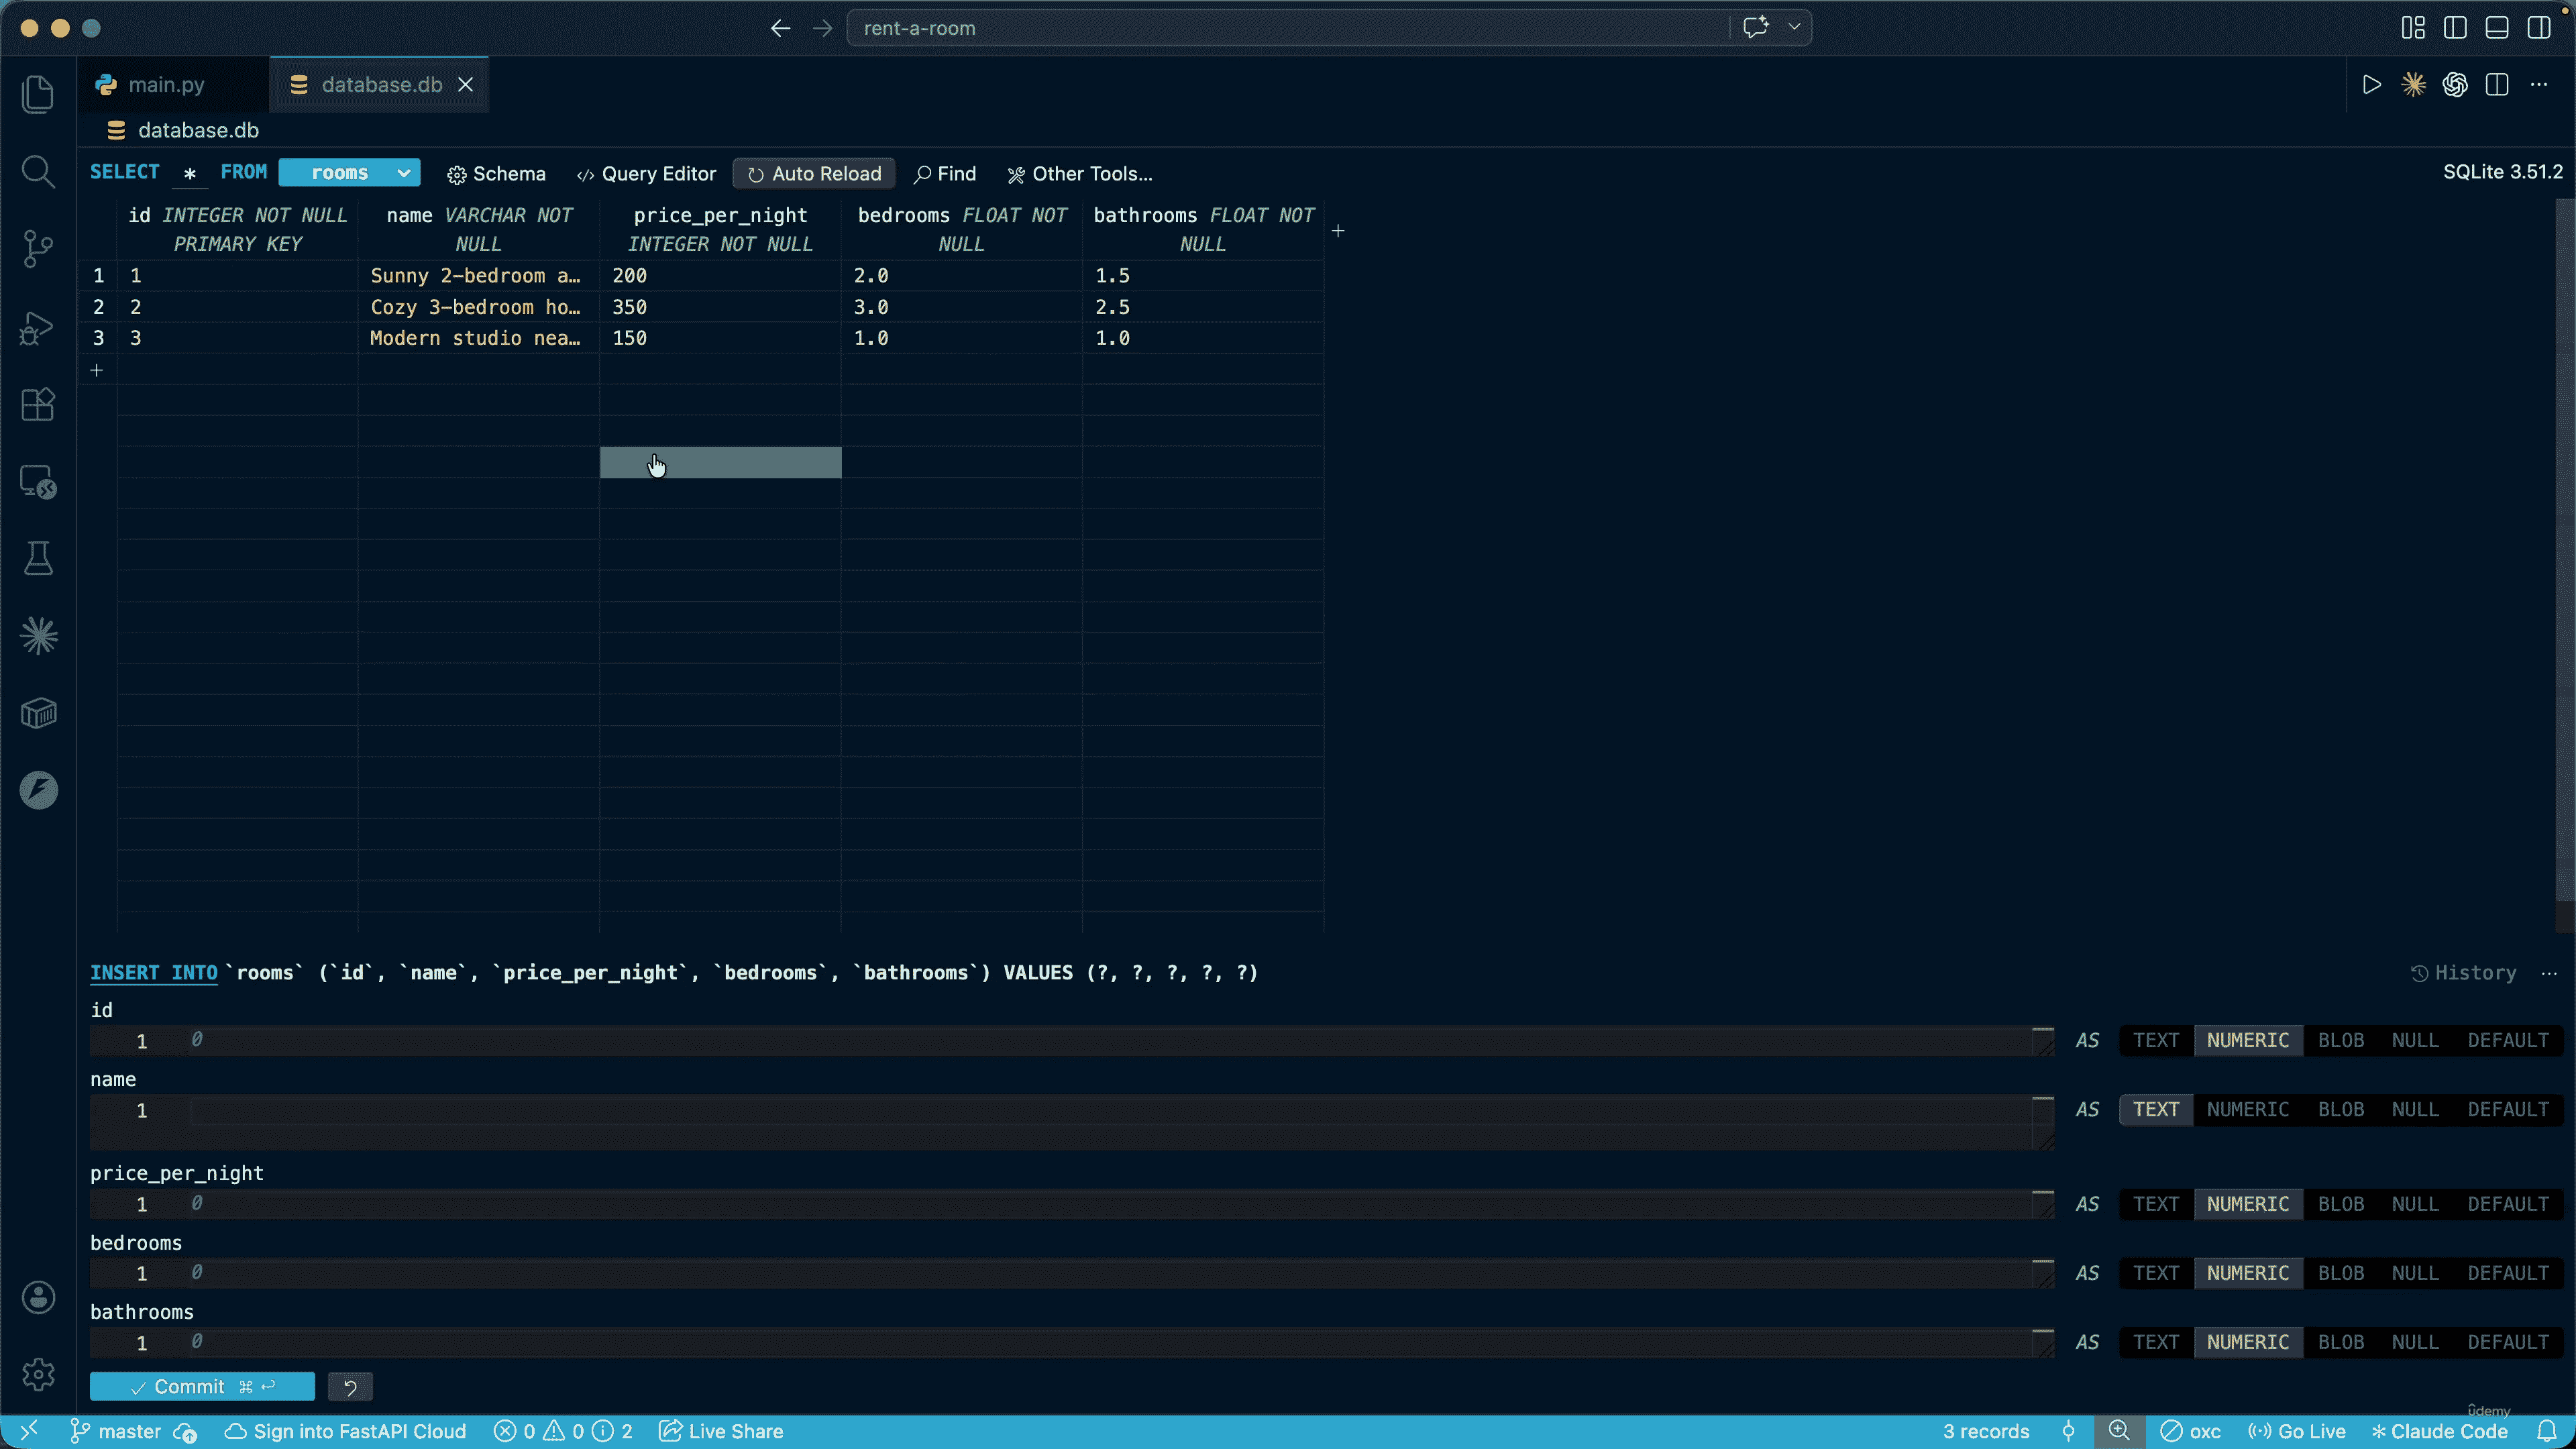 rent-a-room
main.py
database.db
database.db
SELECT * FROM rooms Schema Query Editor Auto Reload Find Other Tools... SQLite 3.51.2
id INTEGER NOT NULL PRIMARY KEY
name VARCHAR NOT NULL
price_per_night INTEGER NOT NULL
bedrooms FLOAT NOT NULL
bathrooms FLOAT NOT NULL
+
1 1 Sunny 2-bedroom a… 200 2.0 1.5
2 2 Cozy 3-bedroom ho… 350 3.0 2.5
3 3 Modern studio nea… 150 1.0 1.0
+
INSERT INTO `rooms` (`id`, `name`, `price_per_night`, `bedrooms`, `bathrooms`) VALUES (?, ?, ?, ?, ?) History ...
id
1 0 AS TEXT NUMERIC BLOB NULL DEFAULT
name
1 AS TEXT NUMERIC BLOB NULL DEFAULT
price_per_night
1 0 AS TEXT NUMERIC BLOB NULL DEFAULT
bedrooms
1 0 AS TEXT NUMERIC BLOB NULL DEFAULT
bathrooms
1 0 AS TEXT NUMERIC BLOB NULL DEFAULT
Commit ⌘ ↩
udemy
master Sign into FastAPI Cloud 0 0 2 Live Share 3 records oxc Go Live Claude Code